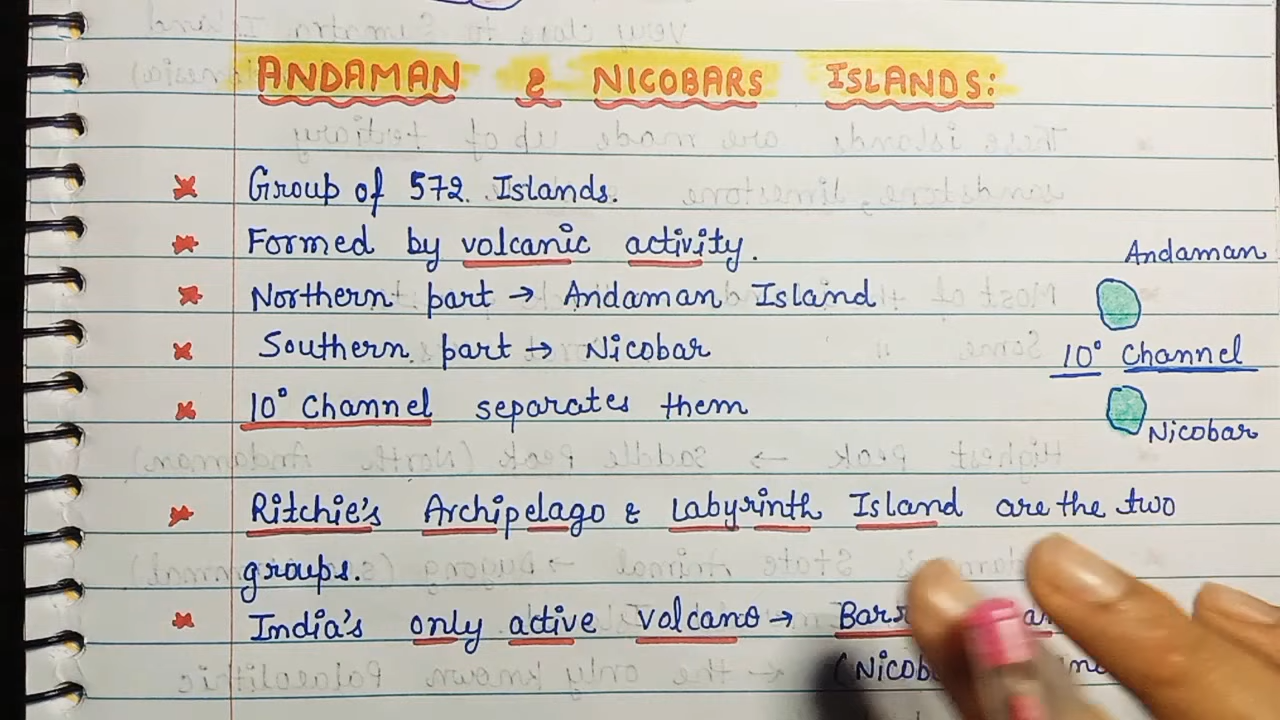 ANDAMAN & NICOBARS ISLANDS:
Group of 572. Islands.
Formed by volcanic activity.
Northern part → Andaman Island
Southern part → Nicobar
10° Channel separates them
Andaman
10° Channel
Nicobar
Ritchie's Archipelago & Labyrinth Island are the two
groups.
India's only active volcano →